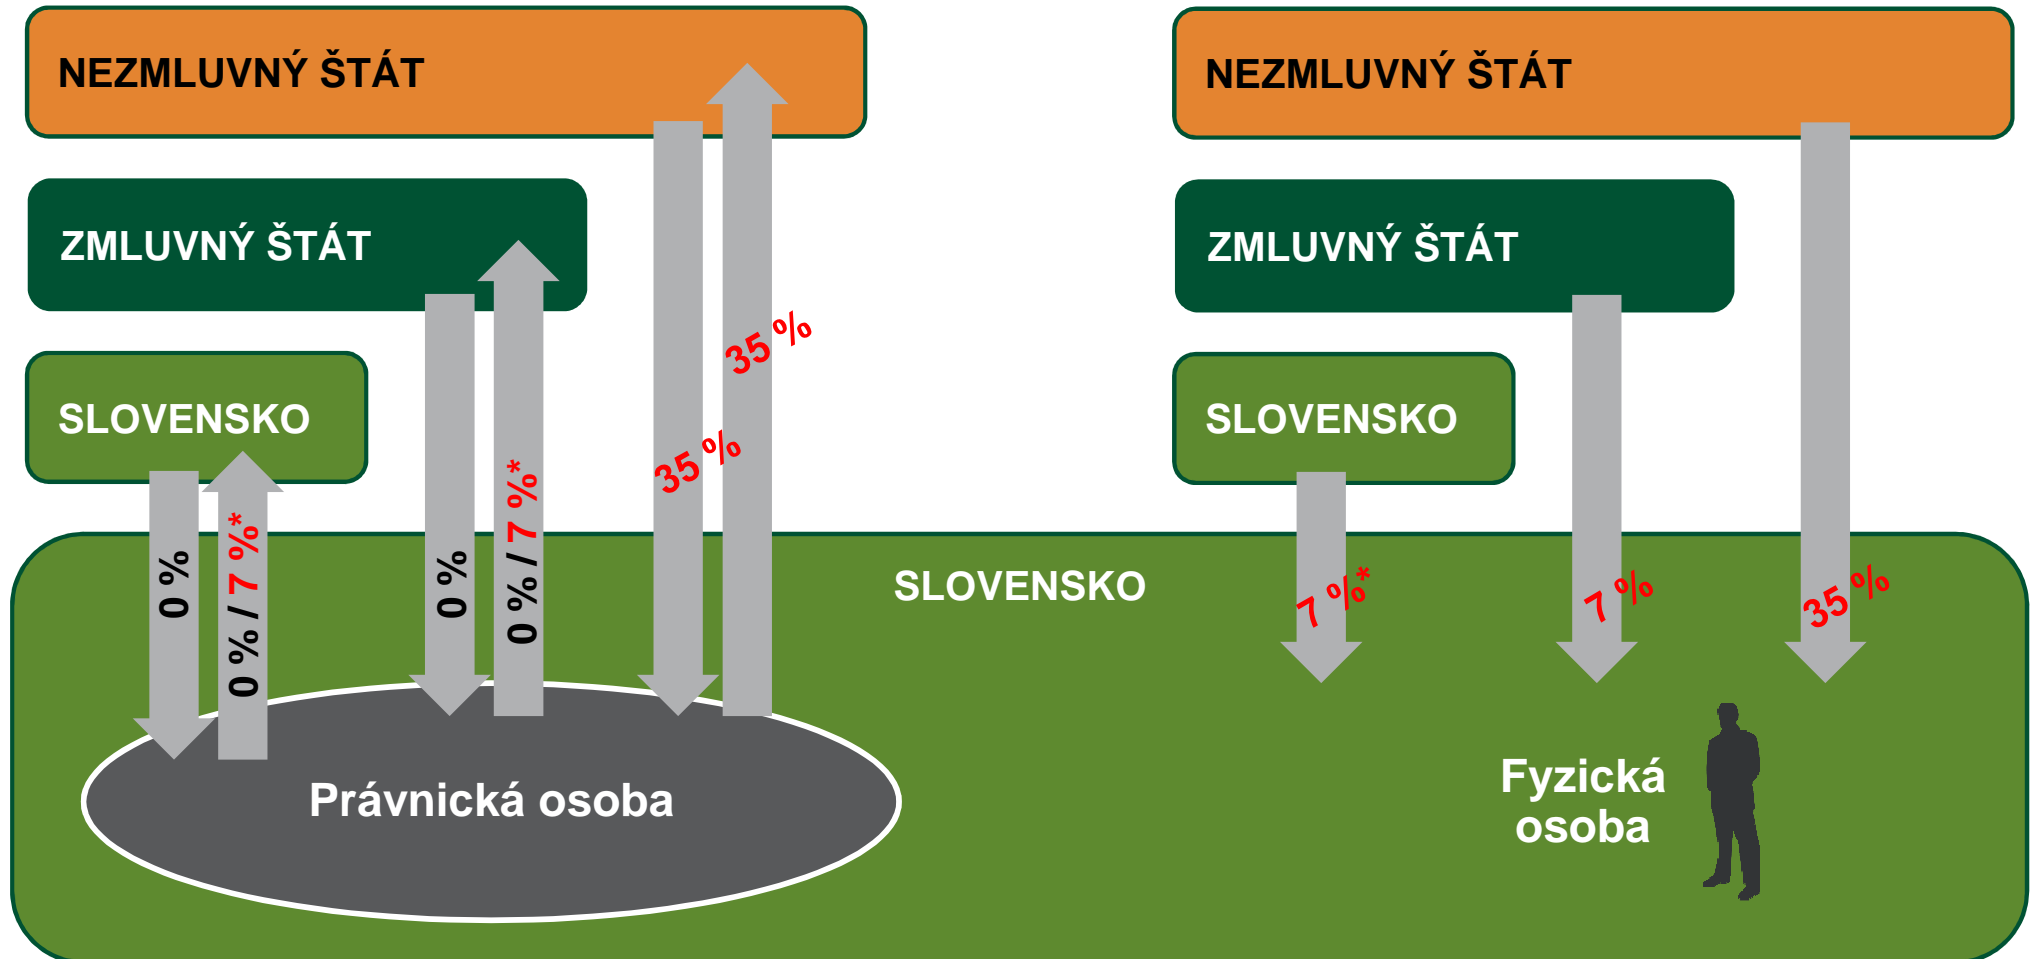 NEZMLUVNÝ ŠTÁT
ZMLUVNÝ ŠTÁT
SLOVENSKO
0 %
0 % / 7 %*
0 %
0 % / 7 %*
35 %
35 %
Právnická osoba
SLOVENSKO
NEZMLUVNÝ ŠTÁT
ZMLUVNÝ ŠTÁT
SLOVENSKO
7 %*
7 %
35 %
Fyzická
osoba